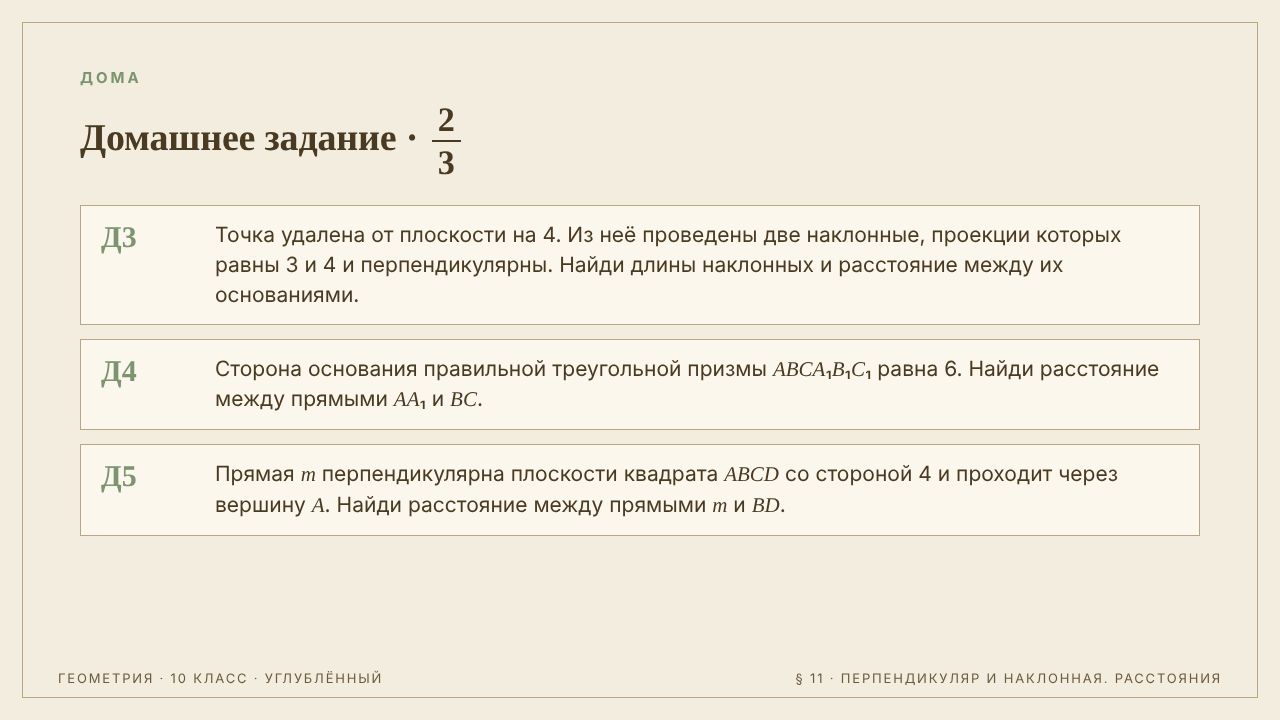 ДОМА
Домашнее задание · 2/3
Д3
Точка удалена от плоскости на 4. Из неё проведены две наклонные, проекции которых
равны 3 и 4 и перпендикулярны. Найди длины наклонных и расстояние между их
основаниями.
Д4
Сторона основания правильной треугольной призмы ABCA₁B₁C₁ равна 6. Найди расстояние
между прямыми AA₁ и BC.
Д5
Прямая m перпендикулярна плоскости квадрата ABCD со стороной 4 и проходит через
вершину A. Найди расстояние между прямыми m и BD.
ГЕОМЕТРИЯ · 10 КЛАСС · УГЛУБЛЁННЫЙ
§ 11 · ПЕРПЕНДИКУЛЯР И НАКЛОННАЯ. РАССТОЯНИЯ